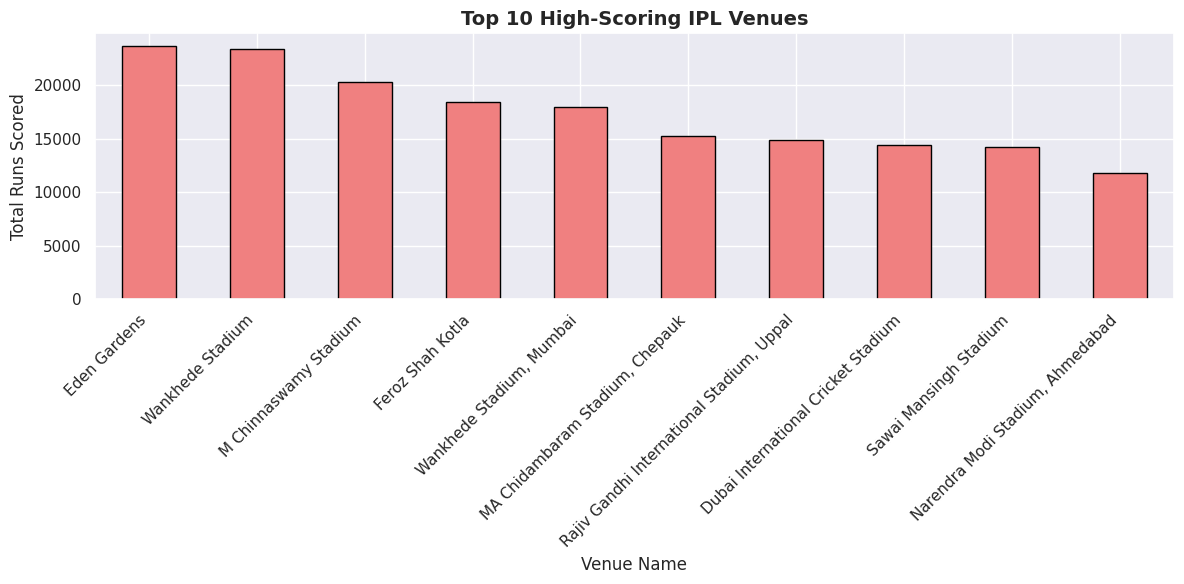 Top 10 High-Scoring IPL Venues
Total Runs Scored
20000
15000
10000
5000
0
Eden Gardens
Wankhede Stadium
M Chinnaswamy Stadium
Feroz Shah Kotla
Wankhede Stadium, Mumbai
MA Chidambaram Stadium, Chepauk
Rajiv Gandhi International Stadium, Uppal
Dubai International Cricket Stadium
Sawai Mansingh Stadium
Narendra Modi Stadium, Ahmedabad
Venue Name